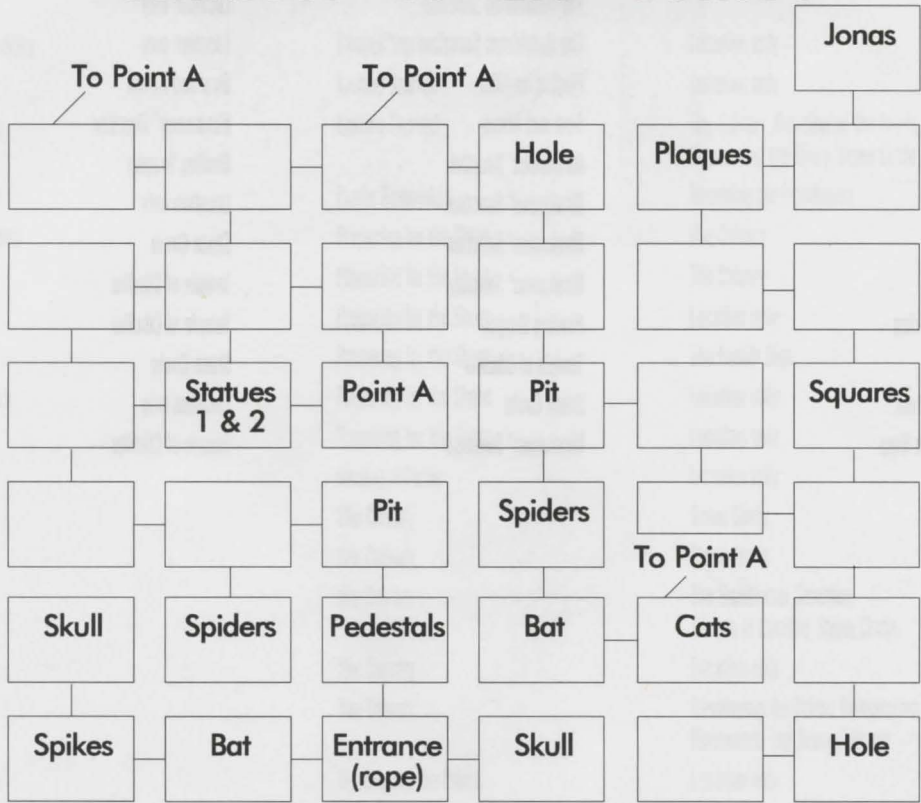 Jonas
To Point A
To Point A
Hole
Plaques
Statues
1 & 2
Point A
Pit
Squares
Pit
Spiders
To Point A
Skull
Spiders
Pedestals
Bat
Cats
Spikes
Bat
Entrance
(rope)
Skull
Hole